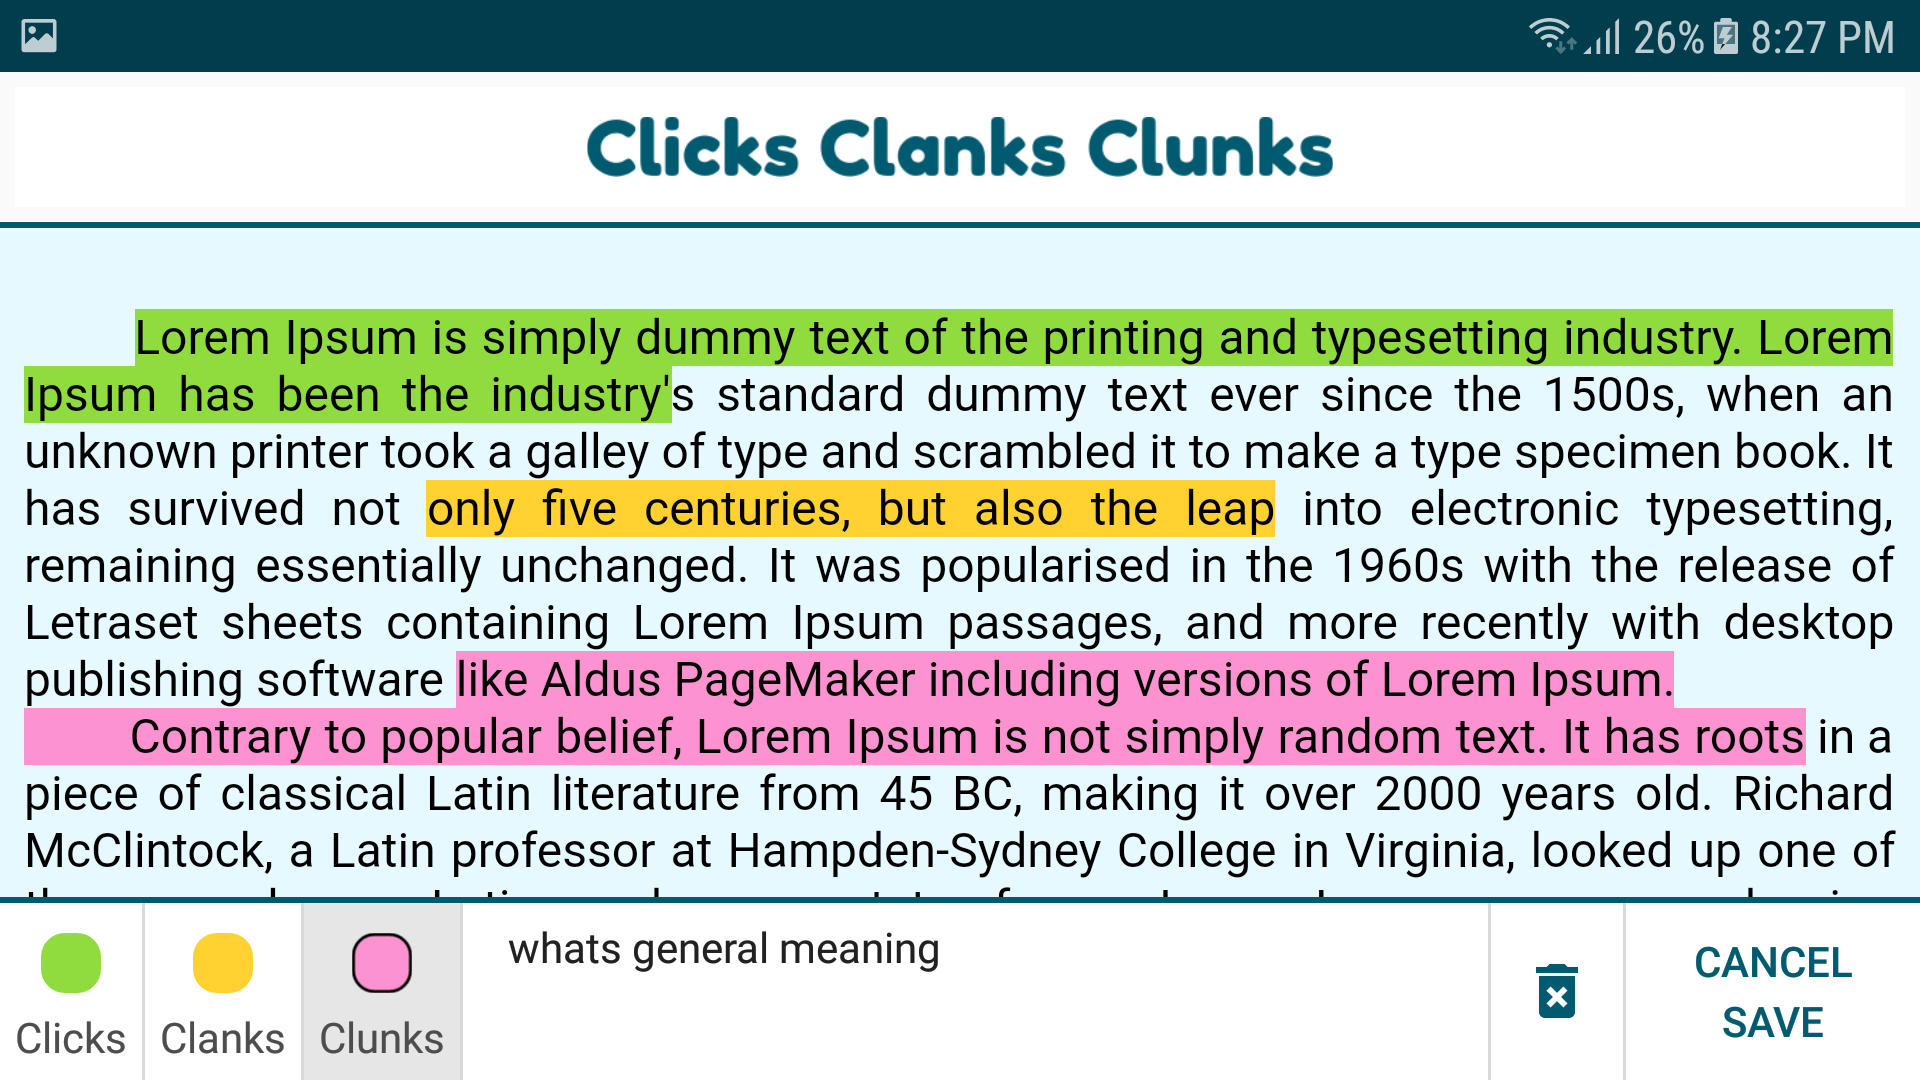 26% 8:27 PM
Clicks Clanks Clunks
Lorem Ipsum is simply dummy text of the printing and typesetting industry. Lorem
Ipsum has been the industry's standard dummy text ever since the 1500s, when an
unknown printer took a galley of type and scrambled it to make a type specimen book. It
has survived not only five centuries, but also the leap into electronic typesetting,
remaining essentially unchanged. It was popularised in the 1960s with the release of
Letraset sheets containing Lorem Ipsum passages, and more recently with desktop
publishing software like Aldus PageMaker including versions of Lorem Ipsum.
Contrary to popular belief, Lorem Ipsum is not simply random text. It has roots in a
piece of classical Latin literature from 45 BC, making it over 2000 years old. Richard
McClintock, a Latin professor at Hampden-Sydney College in Virginia, looked up one of
whats general meaning
CANCEL
SAVE
Clicks Clanks Clunks